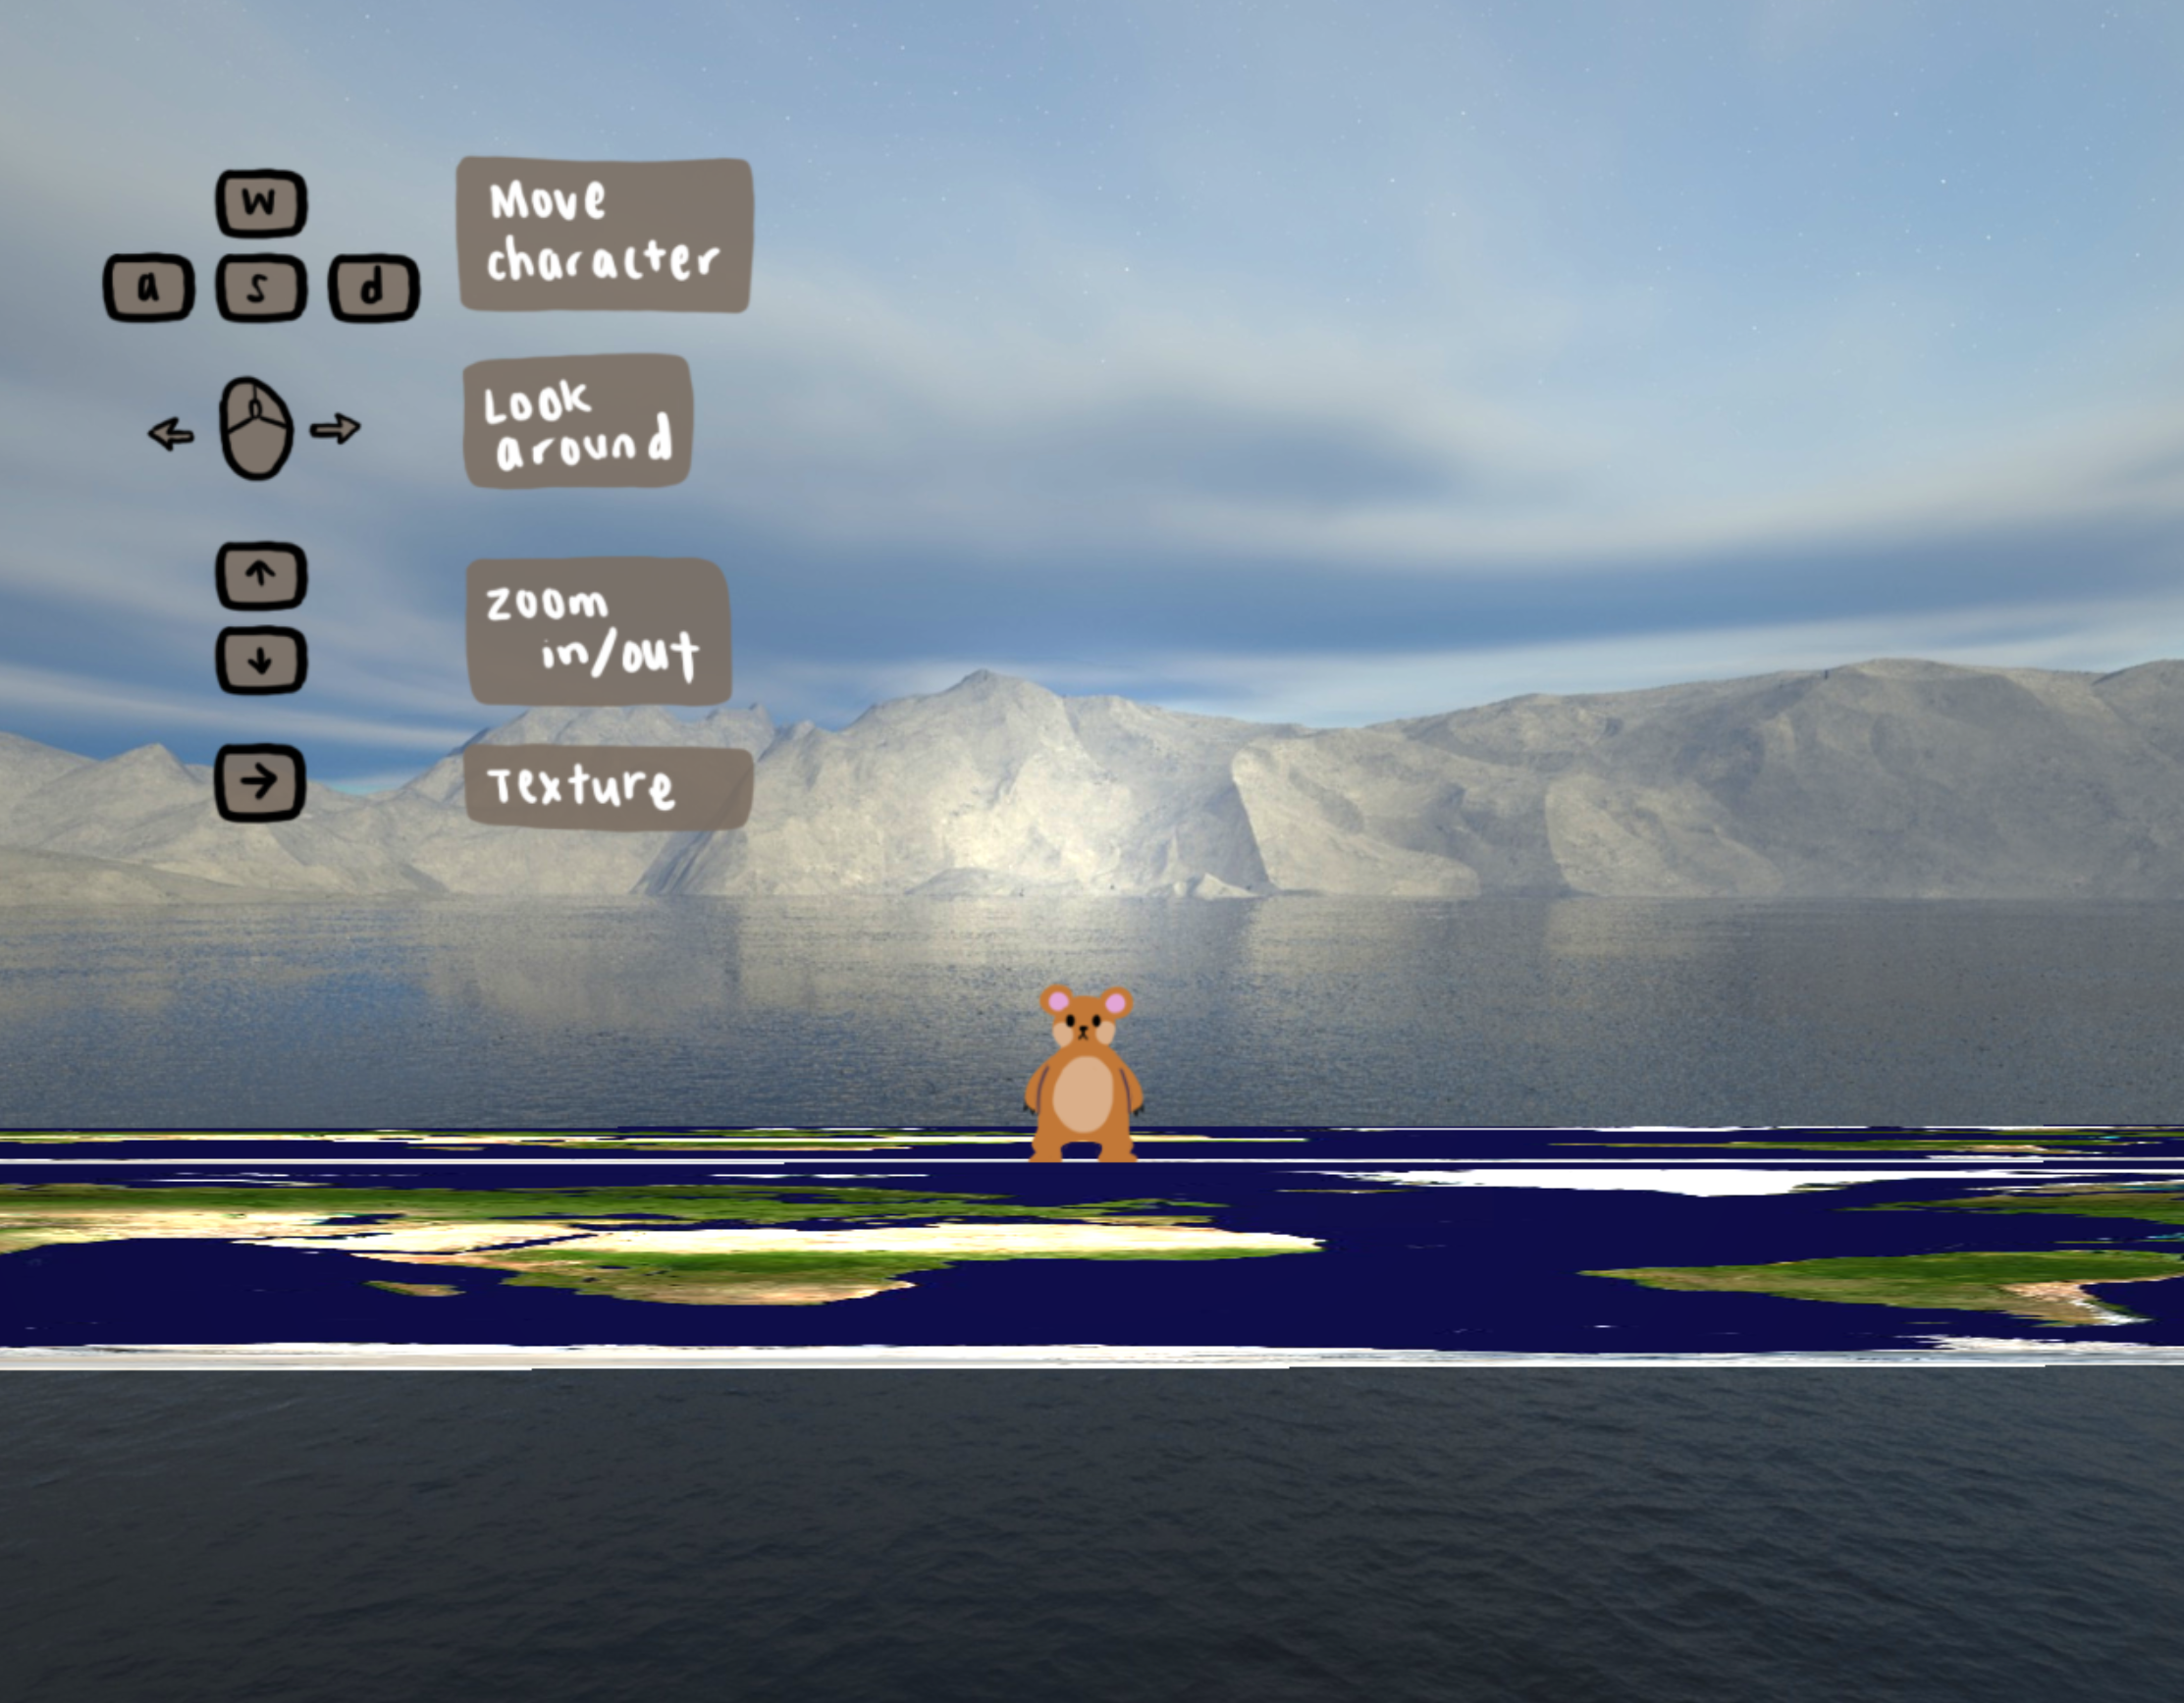 w
a s d
Move
character
Look
around
zoom
in/out
↑
↓
→
Texture